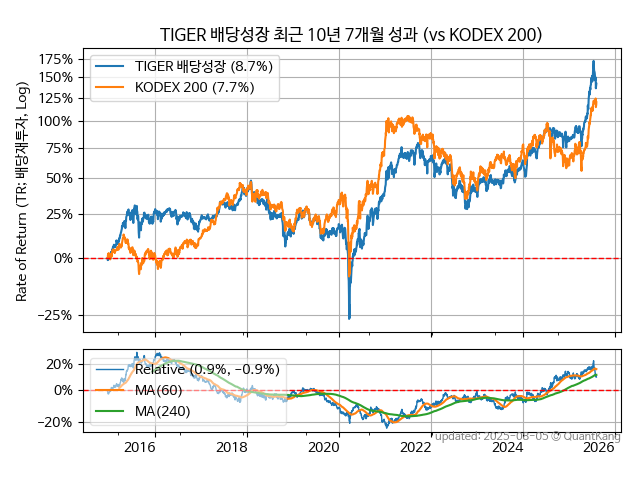 TIGER 배당성장 최근 10년 7개월 성과 (vs KODEX 200)
Rate of Return (TR: 배당재투자, Log)
175%
150%
125%
100%
75%
50%
25%
0%
−25%
TIGER 배당성장 (8.7%)
KODEX 200 (7.7%)
20%
0%
−20%
Relative (0.9%, −0.9%)
MA(60)
MA(240)
2016
2018
2020
2022
2024
2026
updated: 2025-08-05 © QuantKang